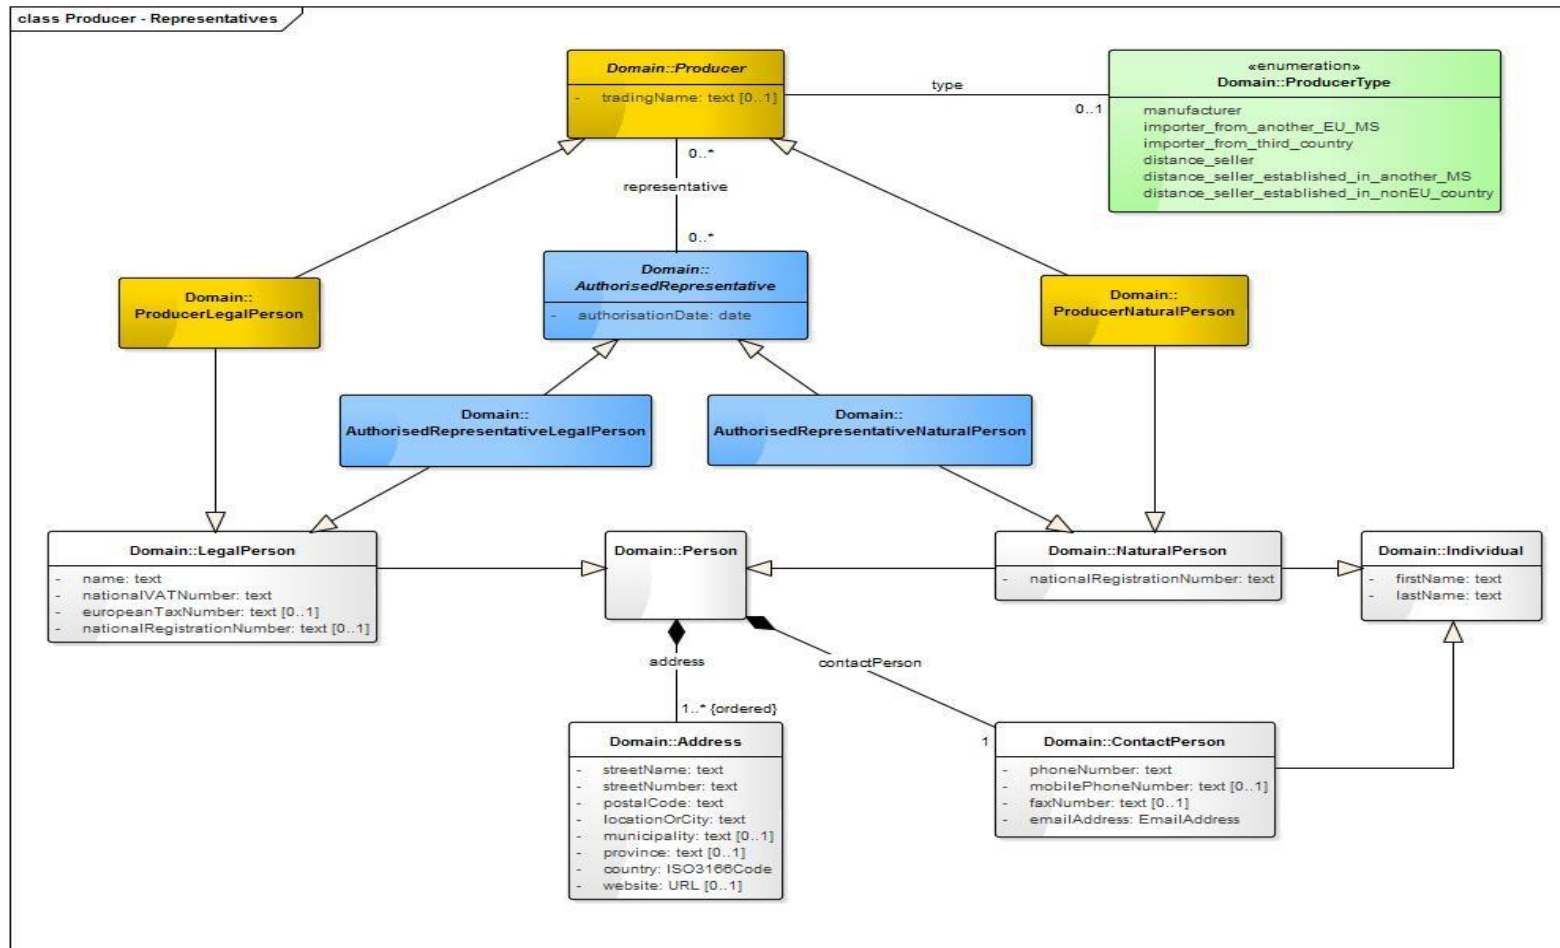 class Producer - Representatives
Domain::Producer
- tradingName: text [0..1]
type
0..1
«enumeration»
Domain::ProducerType
manufacturer
importer_from_another_EU_MS
importer_from_third_country
distance_seller
distance_seller_established_in_another_MS
distance_seller_established_in_nonEU_country
0..*
representative
0..*
Domain::
ProducerLegalPerson
Domain::
AuthorisedRepresentative
- authorisationDate: date
Domain::
ProducerNaturalPerson
Domain::
AuthorisedRepresentativeLegalPerson
Domain::
AuthorisedRepresentativeNaturalPerson
Domain::LegalPerson
- name: text
- nationalVATNumber: text
- europeanTaxNumber: text [0..1]
- nationalRegistrationNumber: text [0..1]
Domain::Person
Domain::NaturalPerson
- nationalRegistrationNumber: text
Domain::Individual
- firstName: text
- lastName: text
address
1..* {ordered}
contactPerson
1
Domain::Address
- streetName: text
- streetNumber: text
- postalCode: text
- locationOrCity: text
- municipality: text [0..1]
- province: text [0..1]
- country: ISO3166Code
- website: URL [0..1]
Domain::ContactPerson
- phoneNumber: text
- mobilePhoneNumber: text [0..1]
- faxNumber: text [0..1]
- emailAddress: EmailAddress